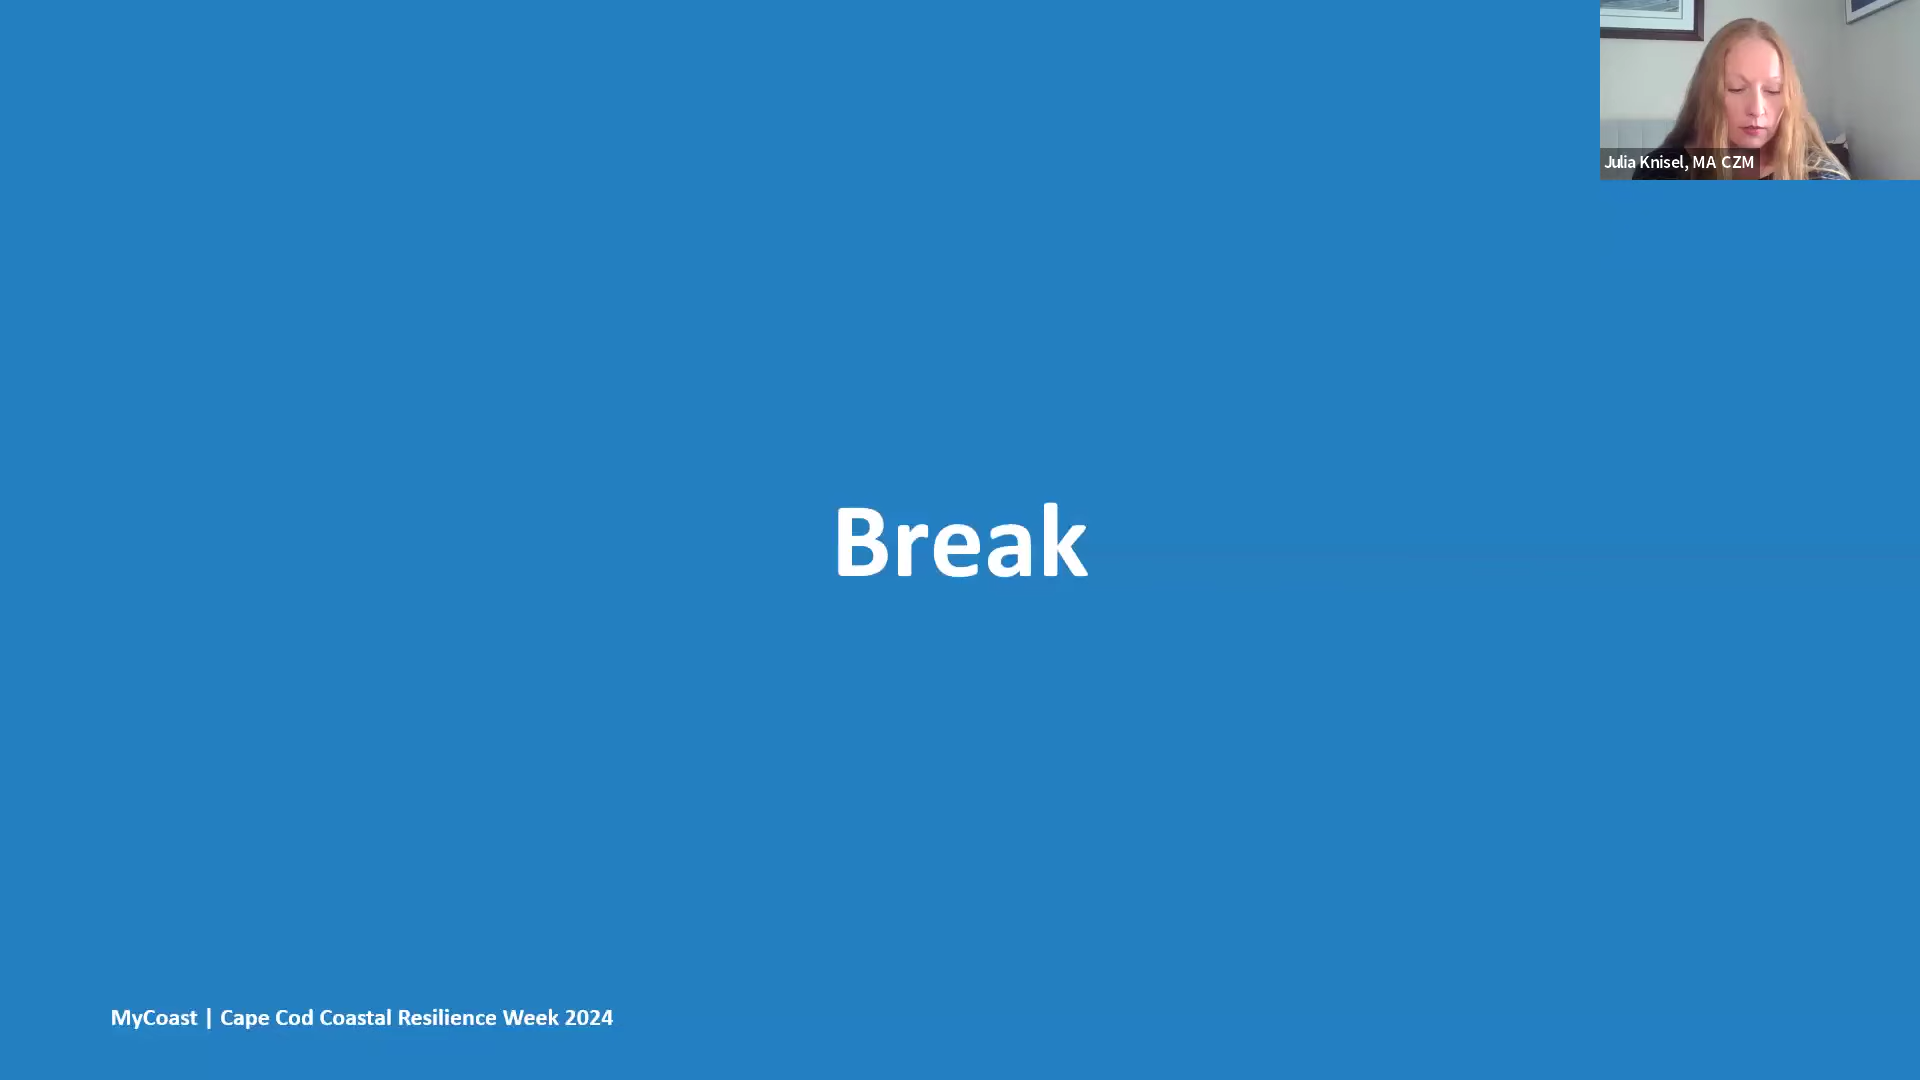 Julia Knisel, MA CZM
Break
MyCoast | Cape Cod Coastal Resilience Week 2024